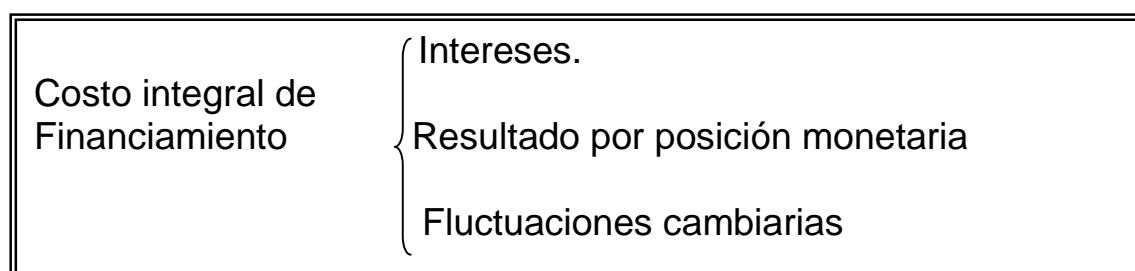 Intereses.
Costo integral de
Financiamiento
Resultado por posición monetaria
Fluctuaciones cambiarias